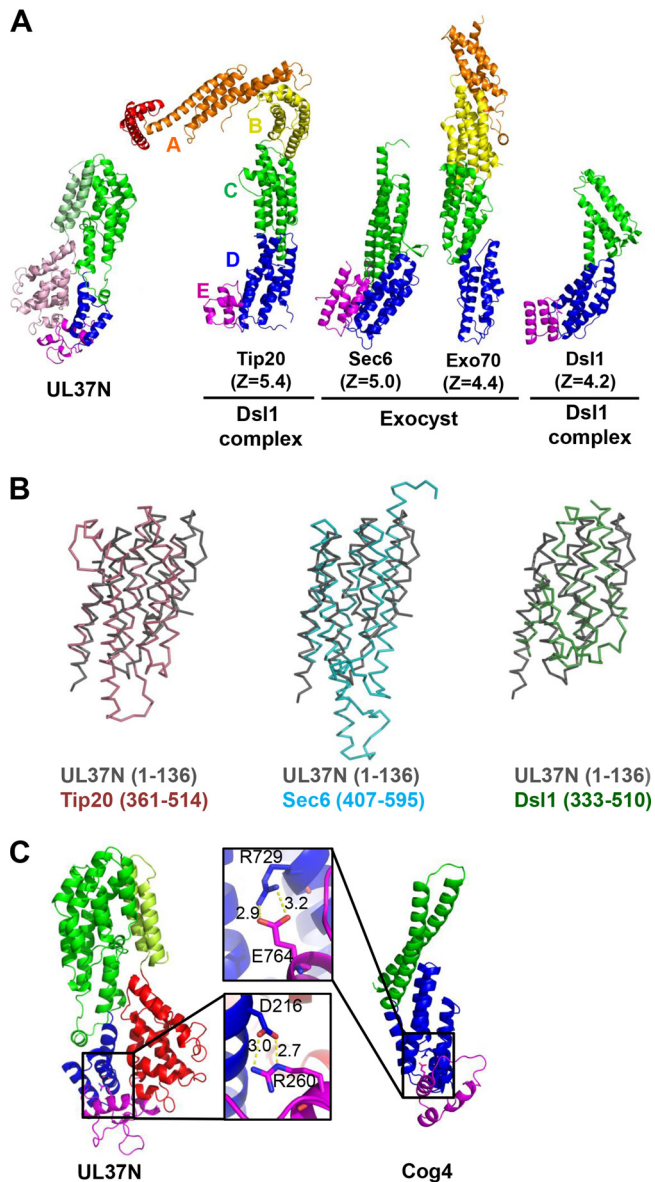 A
A
B
C
D
E
UL37N
Tip20
(Z=5.4)
Sec6
(Z=5.0)
Exo70
(Z=4.4)
Dsl1
(Z=4.2)
Dsl1
complex
Exocyst
Dsl1
complex
B
UL37N (1-136)
Tip20 (361-514)
UL37N (1-136)
Sec6 (407-595)
UL37N (1-136)
Dsl1 (333-510)
C
R729
2.9
3.2
E764
D216
3.0
2.7
R260
UL37N
Cog4